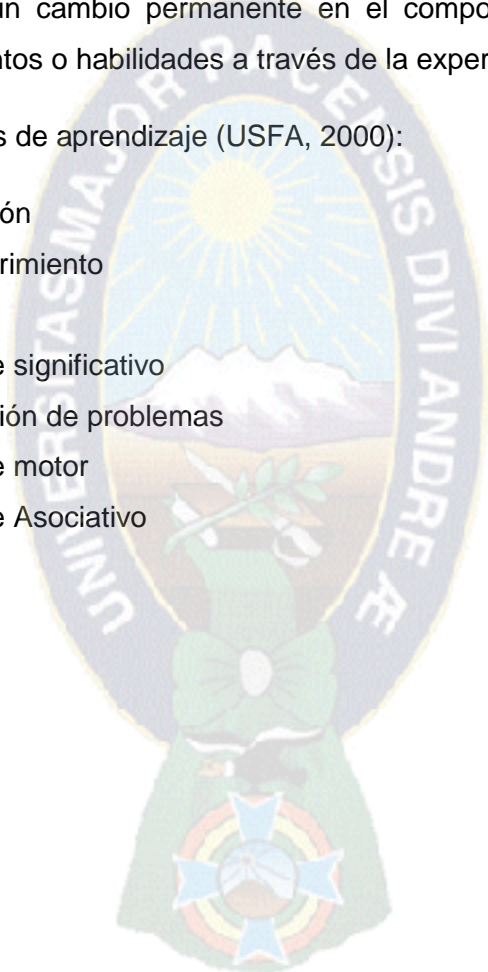 un cambio permanente en el compo
ntos o habilidades a través de la exper
s de aprendizaje (USFA, 2000):
ón
rimiento
e significativo
ión de problemas
e motor
e Asociativo
UNIVERSITAS MAJOR PACENSIS DIVI ANDRE Æ